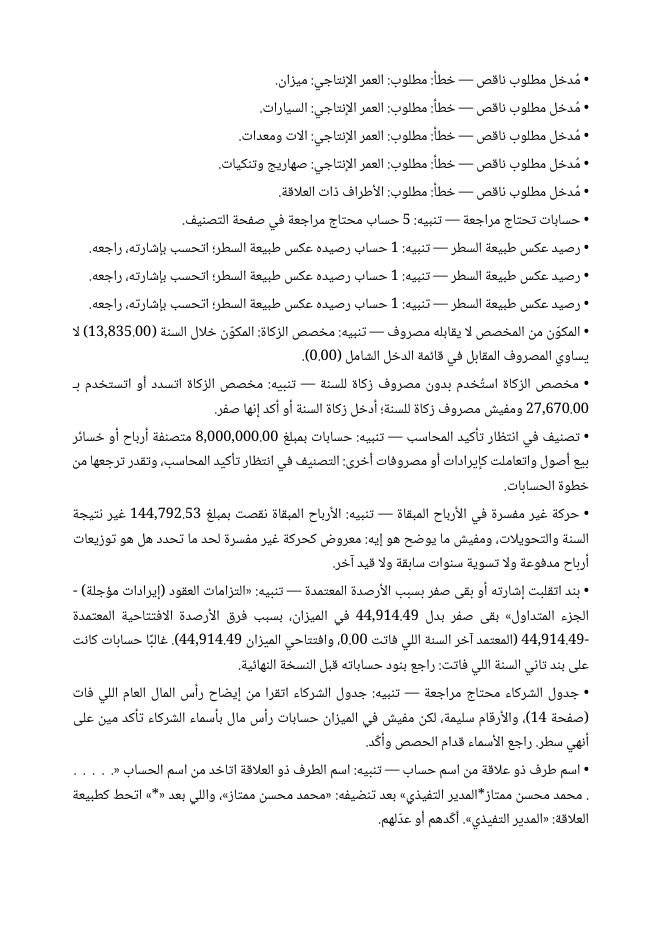 • مُدخل مطلوب ناقص — خطأ: مطلوب: العمر الإنتاجي: ميزان.
• مُدخل مطلوب ناقص — خطأ: مطلوب: العمر الإنتاجي: السيارات.
• مُدخل مطلوب ناقص — خطأ: مطلوب: العمر الإنتاجي: الات ومعدات.
• مُدخل مطلوب ناقص — خطأ: مطلوب: العمر الإنتاجي: صهاريج وتنكيات.
• مُدخل مطلوب ناقص — خطأ: مطلوب: الأطراف ذات العلاقة.
• حسابات تحتاج مراجعة — تنبيه: 5 حساب محتاج مراجعة في صفحة التصنيف.
• رصيد عكس طبيعة السطر — تنبيه: 1 حساب رصيده عكس طبيعة السطر؛ اتحسب بإشارته، راجعه.
• رصيد عكس طبيعة السطر — تنبيه: 1 حساب رصيده عكس طبيعة السطر؛ اتحسب بإشارته، راجعه.
• رصيد عكس طبيعة السطر — تنبيه: 1 حساب رصيده عكس طبيعة السطر؛ اتحسب بإشارته، راجعه.
• المكوّن من المخصص لا يقابله مصروف — تنبيه: مخصص الزكاة: المكون خلال السنة (13,835.00) لا
يساوي المصروف المقابل في قائمة الدخل الشامل (0.00).
• مخصص الزكاة استُخدم بدون مصروف زكاة للسنة — تنبيه: مخصص الزكاة اتسدد أو اتستخدم بـ
27,670.00 ومفيش مصروف زكاة للسنة؛ أدخل زكاة السنة أو أكد إنها صفر.
• تصنيف في انتظار تأكيد المحاسب — تنبيه: حسابات بمبلغ 8,000,000.00 متصنفة أرباح أو خسائر
بيع أصول واتعاملت كإيرادات أو مصروفات أخرى: التصنيف في انتظار تأكيد المحاسب، وتقدر ترجعها من
خطوة الحسابات.
• حركة غير مفسرة في الأرباح المبقاة — تنبيه: الأرباح المبقاة نقصت بمبلغ 144,792.53 غير نتيجة
السنة والتحويلات، ومفيش ما يوضح هو إيه: معروض كحركة غير مفسرة لحد ما تحدد هل هو توزيعات
أرباح مدفوعة ولا تسوية سنوات سابقة ولا قيد آخر.
• بند اتقلبت إشارته أو بقى صفر بسبب الأرصدة المعتمدة — تنبيه: «التزامات العقود (إيرادات مؤجلة) -
الجزء المتداول» بقى صفر بدل 44,914.49 في الميزان، بسبب فرق الأرصدة الافتتاحية المعتمدة
-44,914.49 (المعتمد آخر السنة اللي فاتت 0.00، وافتتاحي الميزان 44,914.49). غالبًا حسابات كانت
على بند تاني السنة اللي فاتت: راجع بنود حساباته قبل النسخة النهائية.
• جدول الشركاء محتاج مراجعة — تنبيه: جدول الشركاء اتقرا من إيضاح رأس المال العام اللي فات
(صفحة 14)، والأرقام سليمة، لكن مفيش في الميزان حسابات رأس مال بأسماء الشركاء تأكد مين على
أنهي سطر. راجع الأسماء قدام الحصص وأكّد.
• اسم طرف ذو علاقة من اسم حساب — تنبيه: اسم الطرف ذو العلاقة اتاخد من اسم الحساب «. . . . .
. محمد محسن ممتاز*المدير التفيذي» بعد تنضيفه: «محمد محسن ممتاز»، واللي بعد «*» اتحط كطبيعة
العلاقة: «المدير التفيذي». أكّدهم أو عدّلهم.